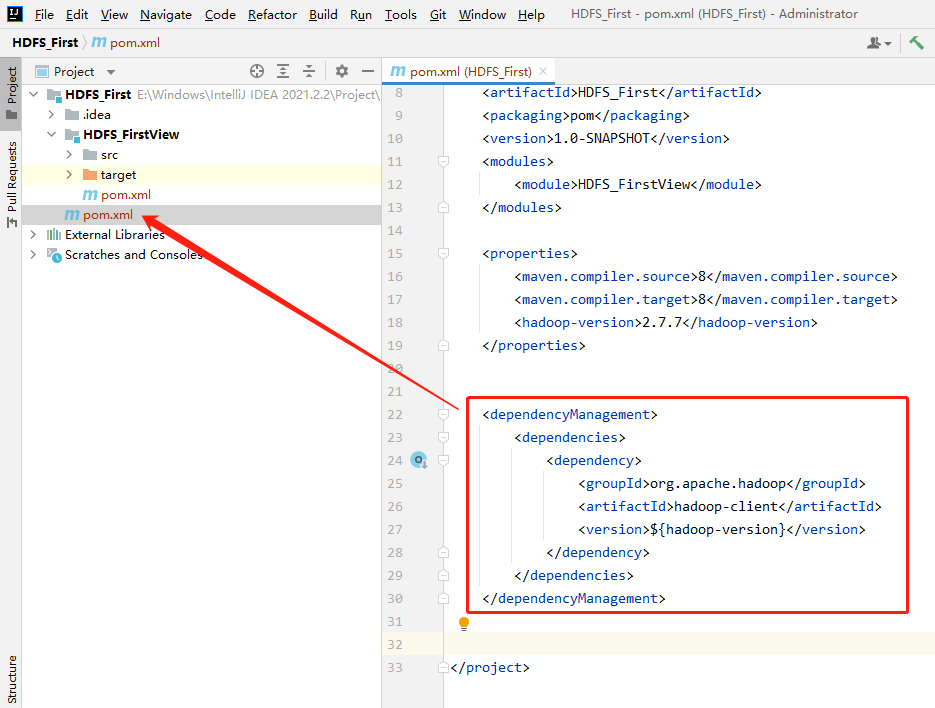 File Edit View Navigate Code Refactor Build Run Tools Git Window Help HDFS_First - pom.xml (HDFS_First) - Administrator
HDFS_First pom.xml
Project
Pull Requests
Structure
Project
HDFS_First E:\Windows\IntelliJ IDEA 2021.2.2\Project\
.idea
HDFS_FirstView
src
target
pom.xml
pom.xml
External Libraries
Scratches and Consoles
pom.xml (HDFS_First)
8 <artifactId>HDFS_First</artifactId>
9 <packaging>pom</packaging>
10 <version>1.0-SNAPSHOT</version>
11 <modules>
12 <module>HDFS_FirstView</module>
13 </modules>
14
15 <properties>
16 <maven.compiler.source>8</maven.compiler.source>
17 <maven.compiler.target>8</maven.compiler.target>
18 <hadoop-version>2.7.7</hadoop-version>
19 </properties>
20
21
22 <dependencyManagement>
23 <dependencies>
24 <dependency>
25 <groupId>org.apache.hadoop</groupId>
26 <artifactId>hadoop-client</artifactId>
27 <version>${hadoop-version}</version>
28 </dependency>
29 </dependencies>
30 </dependencyManagement>
31
32
33 </project>